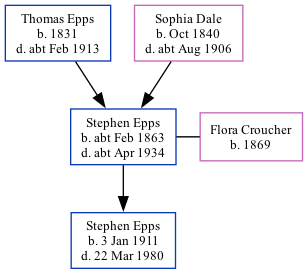 Thomas Epps
b. 1831
d. abt Feb 1913
Sophia Dale
b. Oct 1840
d. abt Aug 1906
Stephen Epps
b. abt Feb 1863
d. abt Apr 1934
Flora Croucher
b. 1869
Stephen Epps
b. 3 Jan 1911
d. 22 Mar 1980